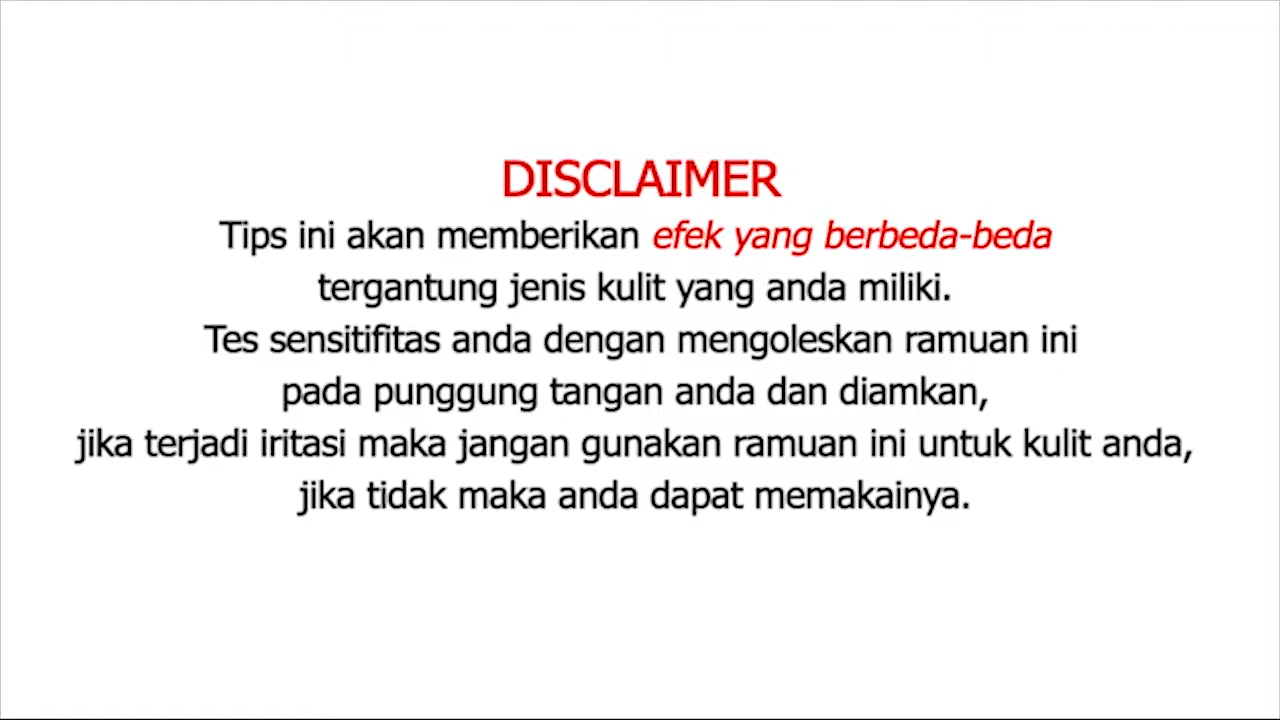 DISCLAIMER
Tips ini akan memberikan efek yang berbeda-beda
tergantung jenis kulit yang anda miliki.
Tes sensitifitas anda dengan mengoleskan ramuan ini
pada punggung tangan anda dan diamkan,
jika terjadi iritasi maka jangan gunakan ramuan ini untuk kulit anda,
jika tidak maka anda dapat memakainya.